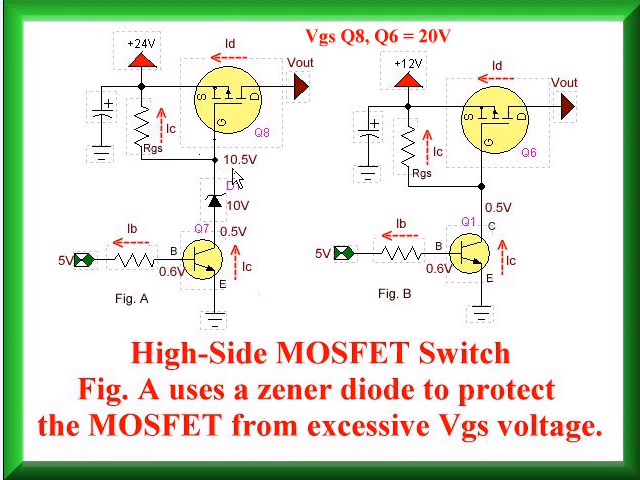 Vgs Q8, Q6 = 20V
+24V
Id
Vout
S
D
G
Q8
Ic
Rgs
10.5V
D1
10V
Q7
0.5V
Ib
5V
B
0.6V
Ic
E
Fig. A
+12V
Id
Vout
S
D
G
Q6
Ic
Rgs
0.5V
Q1
C
Ib
5V
B
0.6V
Ic
E
Fig. B
High-Side MOSFET Switch
Fig. A uses a zener diode to protect
the MOSFET from excessive Vgs voltage.